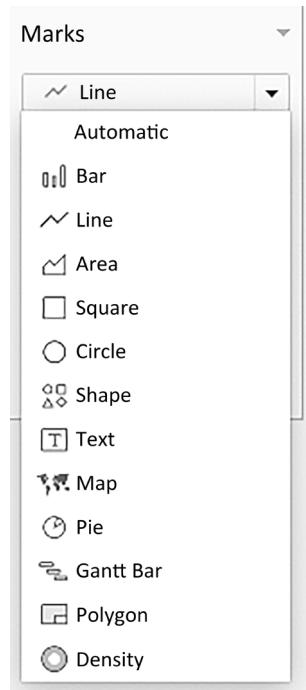 Marks
Line
Automatic
Bar
Line
Area
Square
Circle
Shape
T Text
Map
Pie
Gantt Bar
Polygon
Density